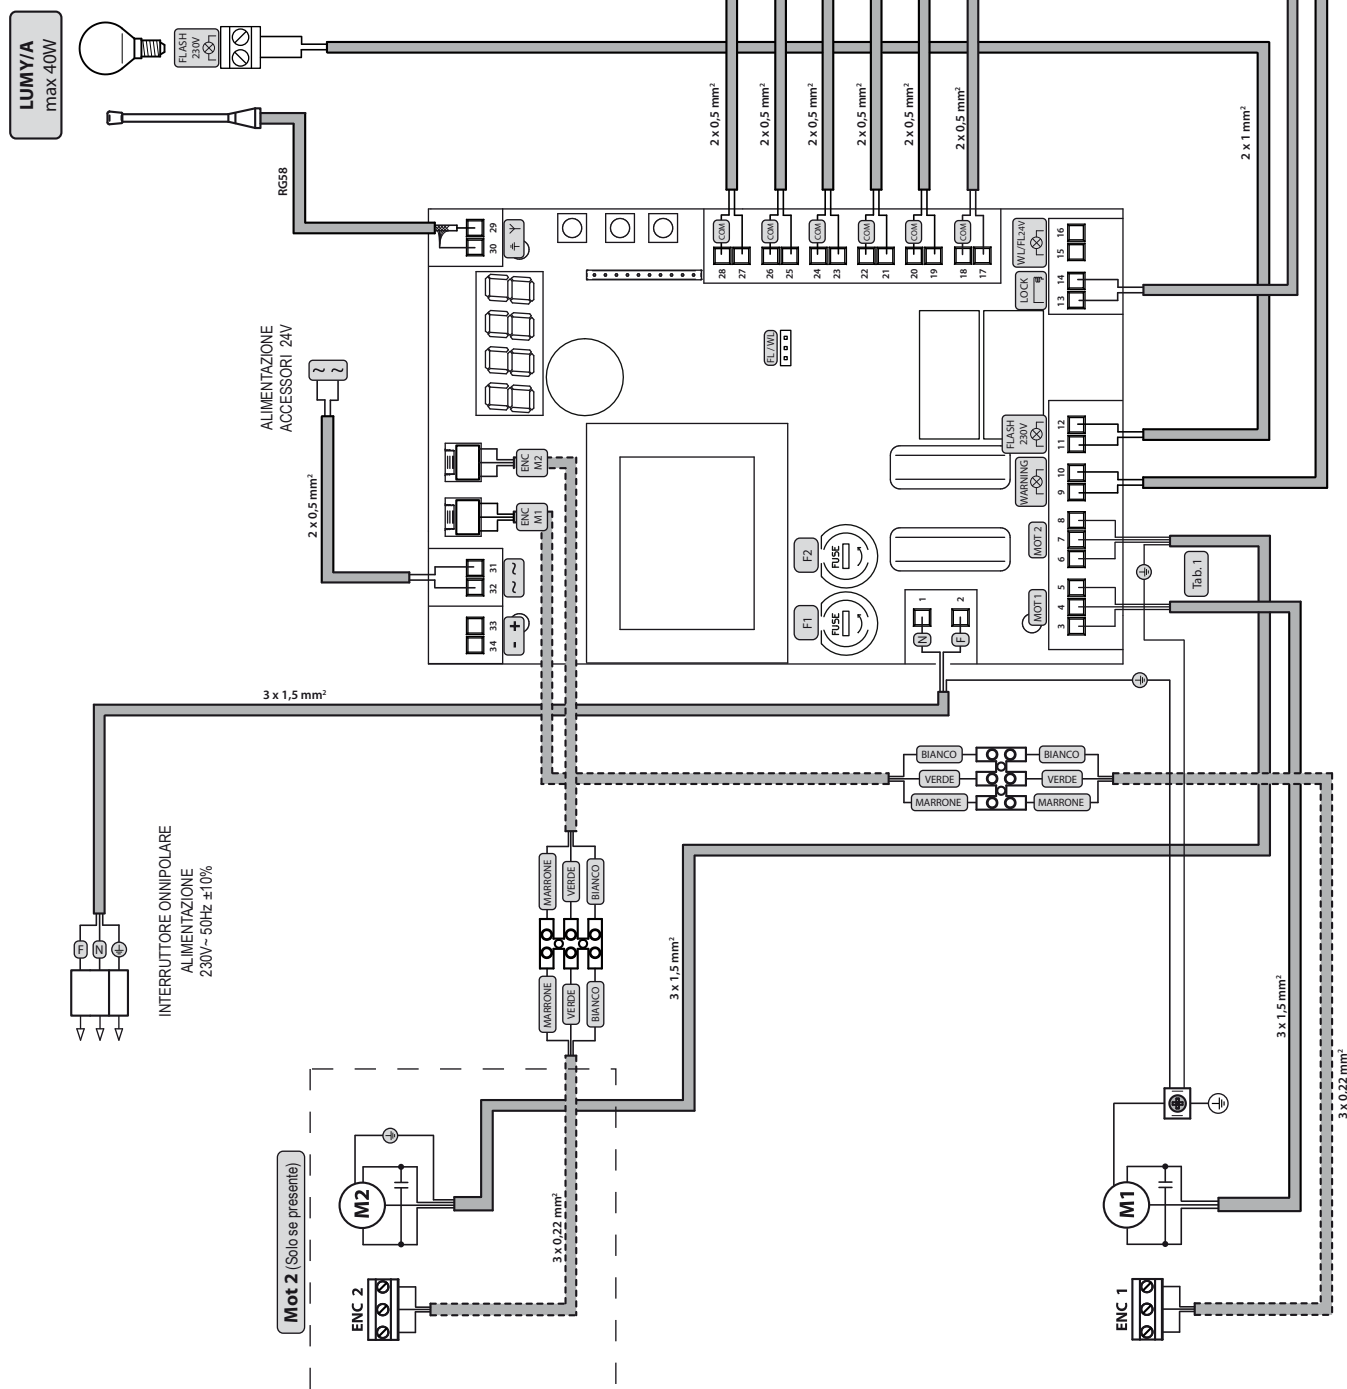 LUMY/A
max 40W
FLASH
230V
RG58
2 x 0,5 mm²
2 x 0,5 mm²
2 x 0,5 mm²
2 x 0,5 mm²
2 x 0,5 mm²
2 x 0,5 mm²
2 x 1 mm²
29
30
COM
COM
COM
COM
COM
COM
28
27
26
25
24
23
22
21
20
19
18
17
WL/FL24V
LOCK
16
15
14
13
FL/WL
ALIMENTAZIONE
ACCESSORI 24V
~ ~
2 x 0,5 mm²
ENC
M2
ENC
M1
31
32
~ ~
33
34
- +
F2
FUSE
F1
FUSE
1
2
N
F
FLASH
230V
WARNING
MOT 2
MOT 1
12
11
10
9
8
7
6
5
4
3
Tab. 1
3 x 1,5 mm²
BIANCO
VERDE
MARRONE
BIANCO
VERDE
MARRONE
INTERRUTTORE ONNIPOLARE
ALIMENTAZIONE
230V~ 50Hz ±10%
F
N
MARRONE
VERDE
BIANCO
MARRONE
VERDE
BIANCO
3 x 1,5 mm²
3 x 1,5 mm²
3 x 0,22 mm²
3 x 0,22 mm²
Mot 2 (Solo se presente)
M2
ENC 2
M1
ENC 1